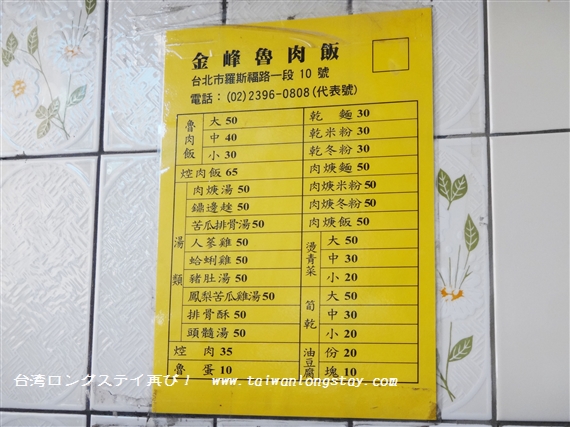 金峰魯肉飯
台北市羅斯福路一段 10 號
電話：(02)2396-0808(代表號)
魯肉飯
大 50
中 40
小 30
焢肉飯 65
湯類
肉焿湯 50
鼎邊趖 50
苦瓜排骨湯 50
人蔘雞 50
蛤蜊雞 50
豬肚湯 50
鳳梨苦瓜雞湯 50
排骨酥 50
頭髓湯 50
焢 肉 35
魯 蛋 10
乾 麵 30
乾米粉 30
乾冬粉 30
肉焿麵 50
肉焿米粉 50
肉焿冬粉 50
肉焿飯 50
燙青菜
大 50
中 30
小 20
筍乾
大 50
中 30
小 20
油豆腐
份 20
塊 10
台湾ロングステイ再び！ www.taiwanlongstay.com